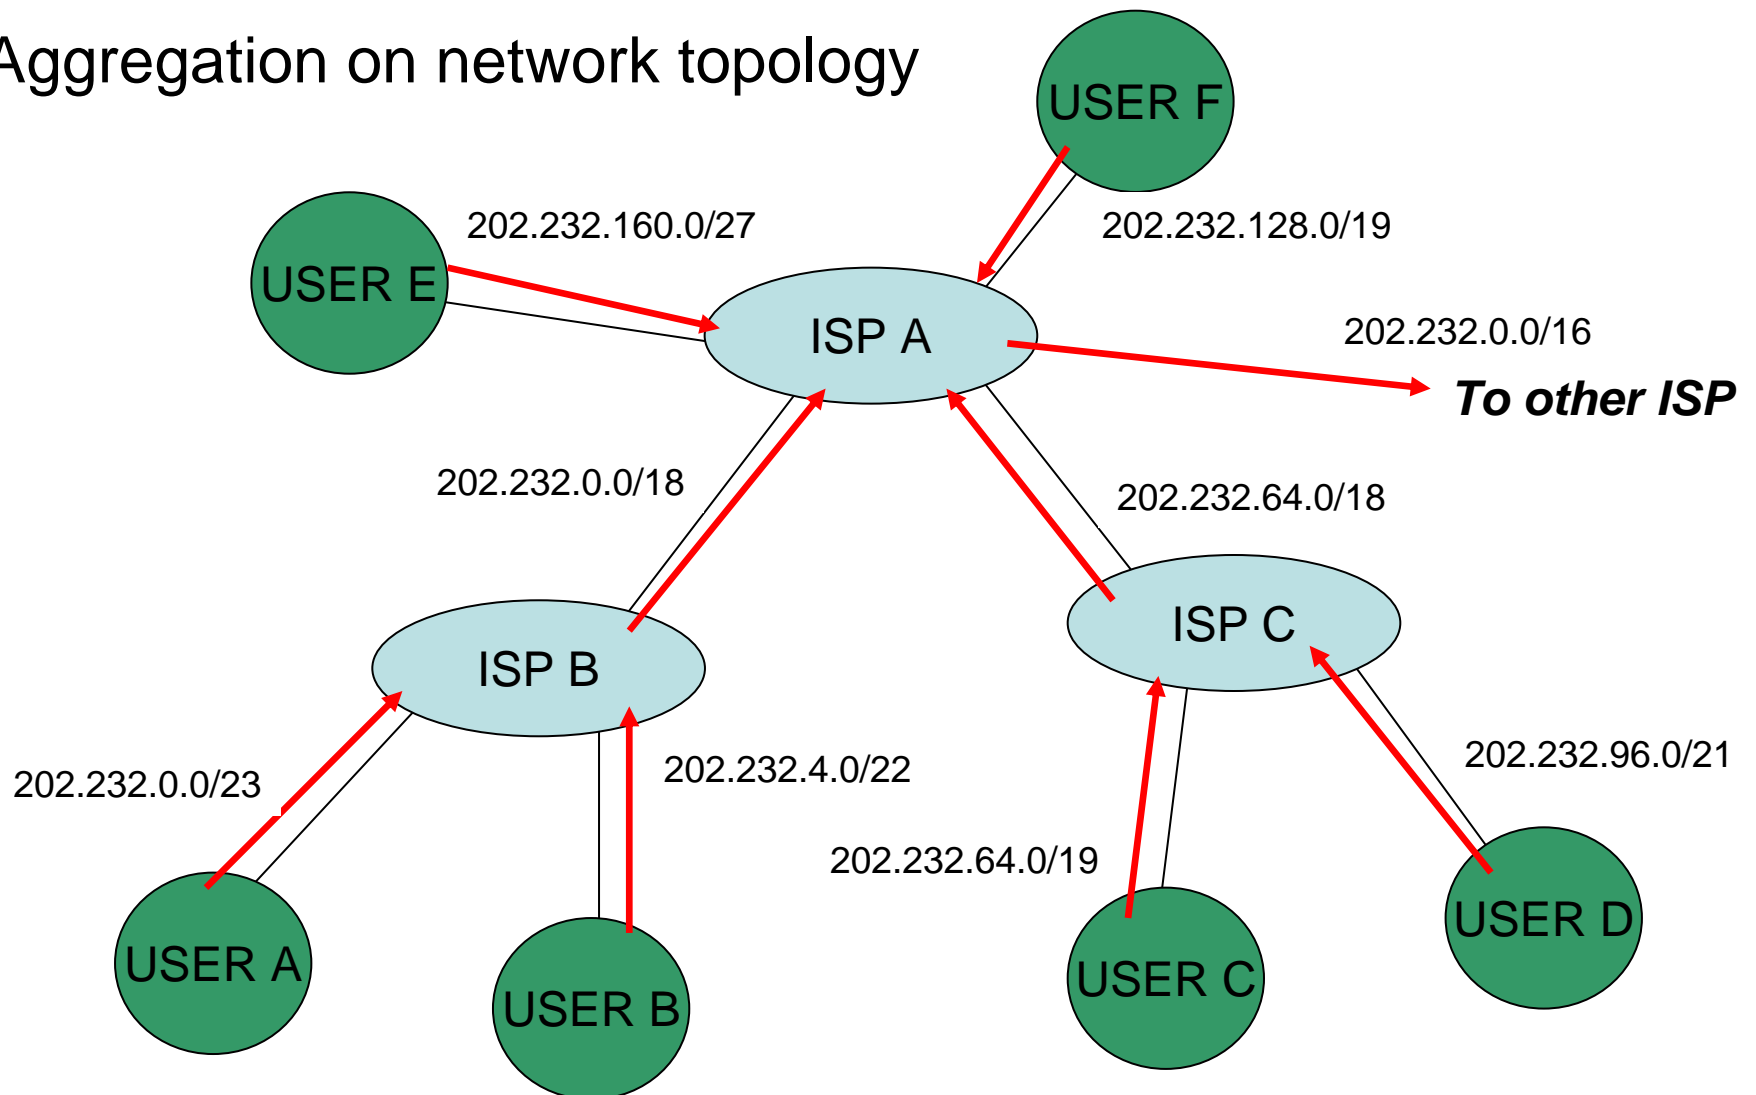 Aggregation on network topology
USER F
202.232.160.0/27
202.232.128.0/19
USER E
ISP A
202.232.0.0/16
To other ISP
202.232.0.0/18
202.232.64.0/18
ISP C
ISP B
202.232.0.0/23
202.232.4.0/22
202.232.96.0/21
202.232.64.0/19
USER A
USER B
USER C
USER D